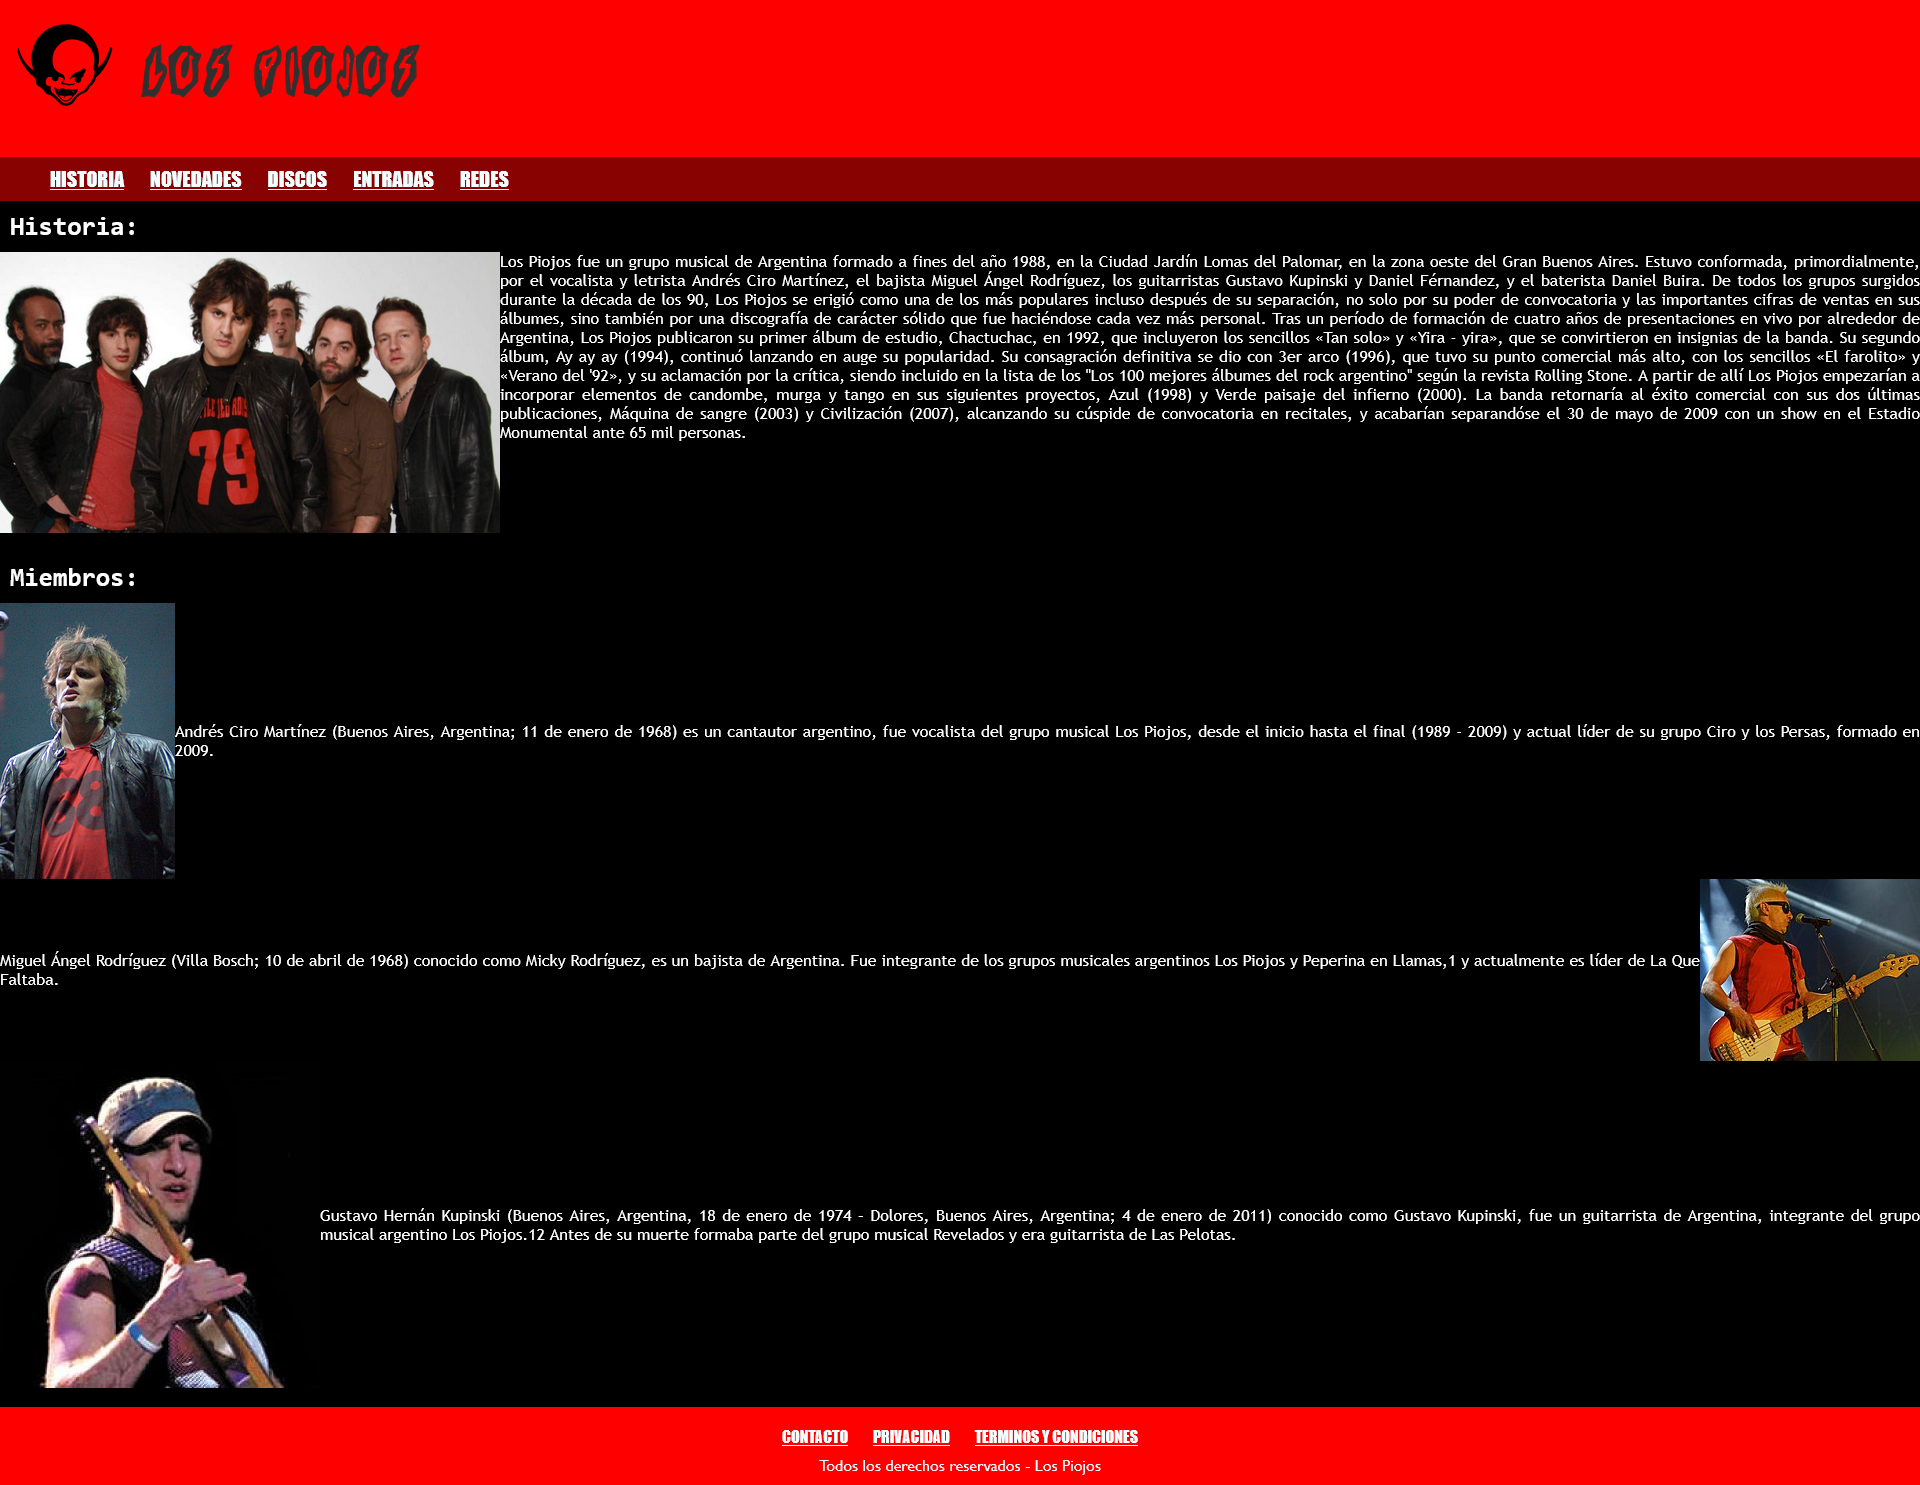 LOS PIOJOS
HISTORIA NOVEDADES DISCOS ENTRADAS REDES
Historia:
Los Piojos fue un grupo musical de Argentina formado a fines del año 1988, en la Ciudad Jardín Lomas del Palomar, en la zona oeste del Gran Buenos Aires. Estuvo conformada, primordialmente,
por el vocalista y letrista Andrés Ciro Martínez, el bajista Miguel Ángel Rodríguez, los guitarristas Gustavo Kupinski y Daniel Férnandez, y el baterista Daniel Buira. De todos los grupos surgidos
durante la década de los 90, Los Piojos se erigió como una de los más populares incluso después de su separación, no solo por su poder de convocatoria y las importantes cifras de ventas en sus
álbumes, sino también por una discografía de carácter sólido que fue haciéndose cada vez más personal. Tras un período de formación de cuatro años de presentaciones en vivo por alrededor de
Argentina, Los Piojos publicaron su primer álbum de estudio, Chactuchac, en 1992, que incluyeron los sencillos «Tan solo» y «Yira - yira», que se convirtieron en insignias de la banda. Su segundo
álbum, Ay ay ay (1994), continuó lanzando en auge su popularidad. Su consagración definitiva se dio con 3er arco (1996), que tuvo su punto comercial más alto, con los sencillos «El farolito» y
«Verano del '92», y su aclamación por la crítica, siendo incluido en la lista de los "Los 100 mejores álbumes del rock argentino" según la revista Rolling Stone. A partir de allí Los Piojos empezarían a
incorporar elementos de candombe, murga y tango en sus siguientes proyectos, Azul (1998) y Verde paisaje del infierno (2000). La banda retornaría al éxito comercial con sus dos últimas
publicaciones, Máquina de sangre (2003) y Civilización (2007), alcanzando su cúspide de convocatoria en recitales, y acabarían separandóse el 30 de mayo de 2009 con un show en el Estadio
Monumental ante 65 mil personas.
79
Miembros:
Andrés Ciro Martínez (Buenos Aires, Argentina; 11 de enero de 1968) es un cantautor argentino, fue vocalista del grupo musical Los Piojos, desde el inicio hasta el final (1989 - 2009) y actual líder de su grupo Ciro y los Persas, formado en
2009.
Miguel Ángel Rodríguez (Villa Bosch; 10 de abril de 1968) conocido como Micky Rodríguez, es un bajista de Argentina. Fue integrante de los grupos musicales argentinos Los Piojos y Peperina en Llamas,1 y actualmente es líder de La Que
Faltaba.
Gustavo Hernán Kupinski (Buenos Aires, Argentina, 18 de enero de 1974 – Dolores, Buenos Aires, Argentina; 4 de enero de 2011) conocido como Gustavo Kupinski, fue un guitarrista de Argentina, integrante del grupo
musical argentino Los Piojos.12 Antes de su muerte formaba parte del grupo musical Revelados y era guitarrista de Las Pelotas.
CONTACTO PRIVACIDAD TERMINOS Y CONDICIONES
Todos los derechos reservados - Los Piojos